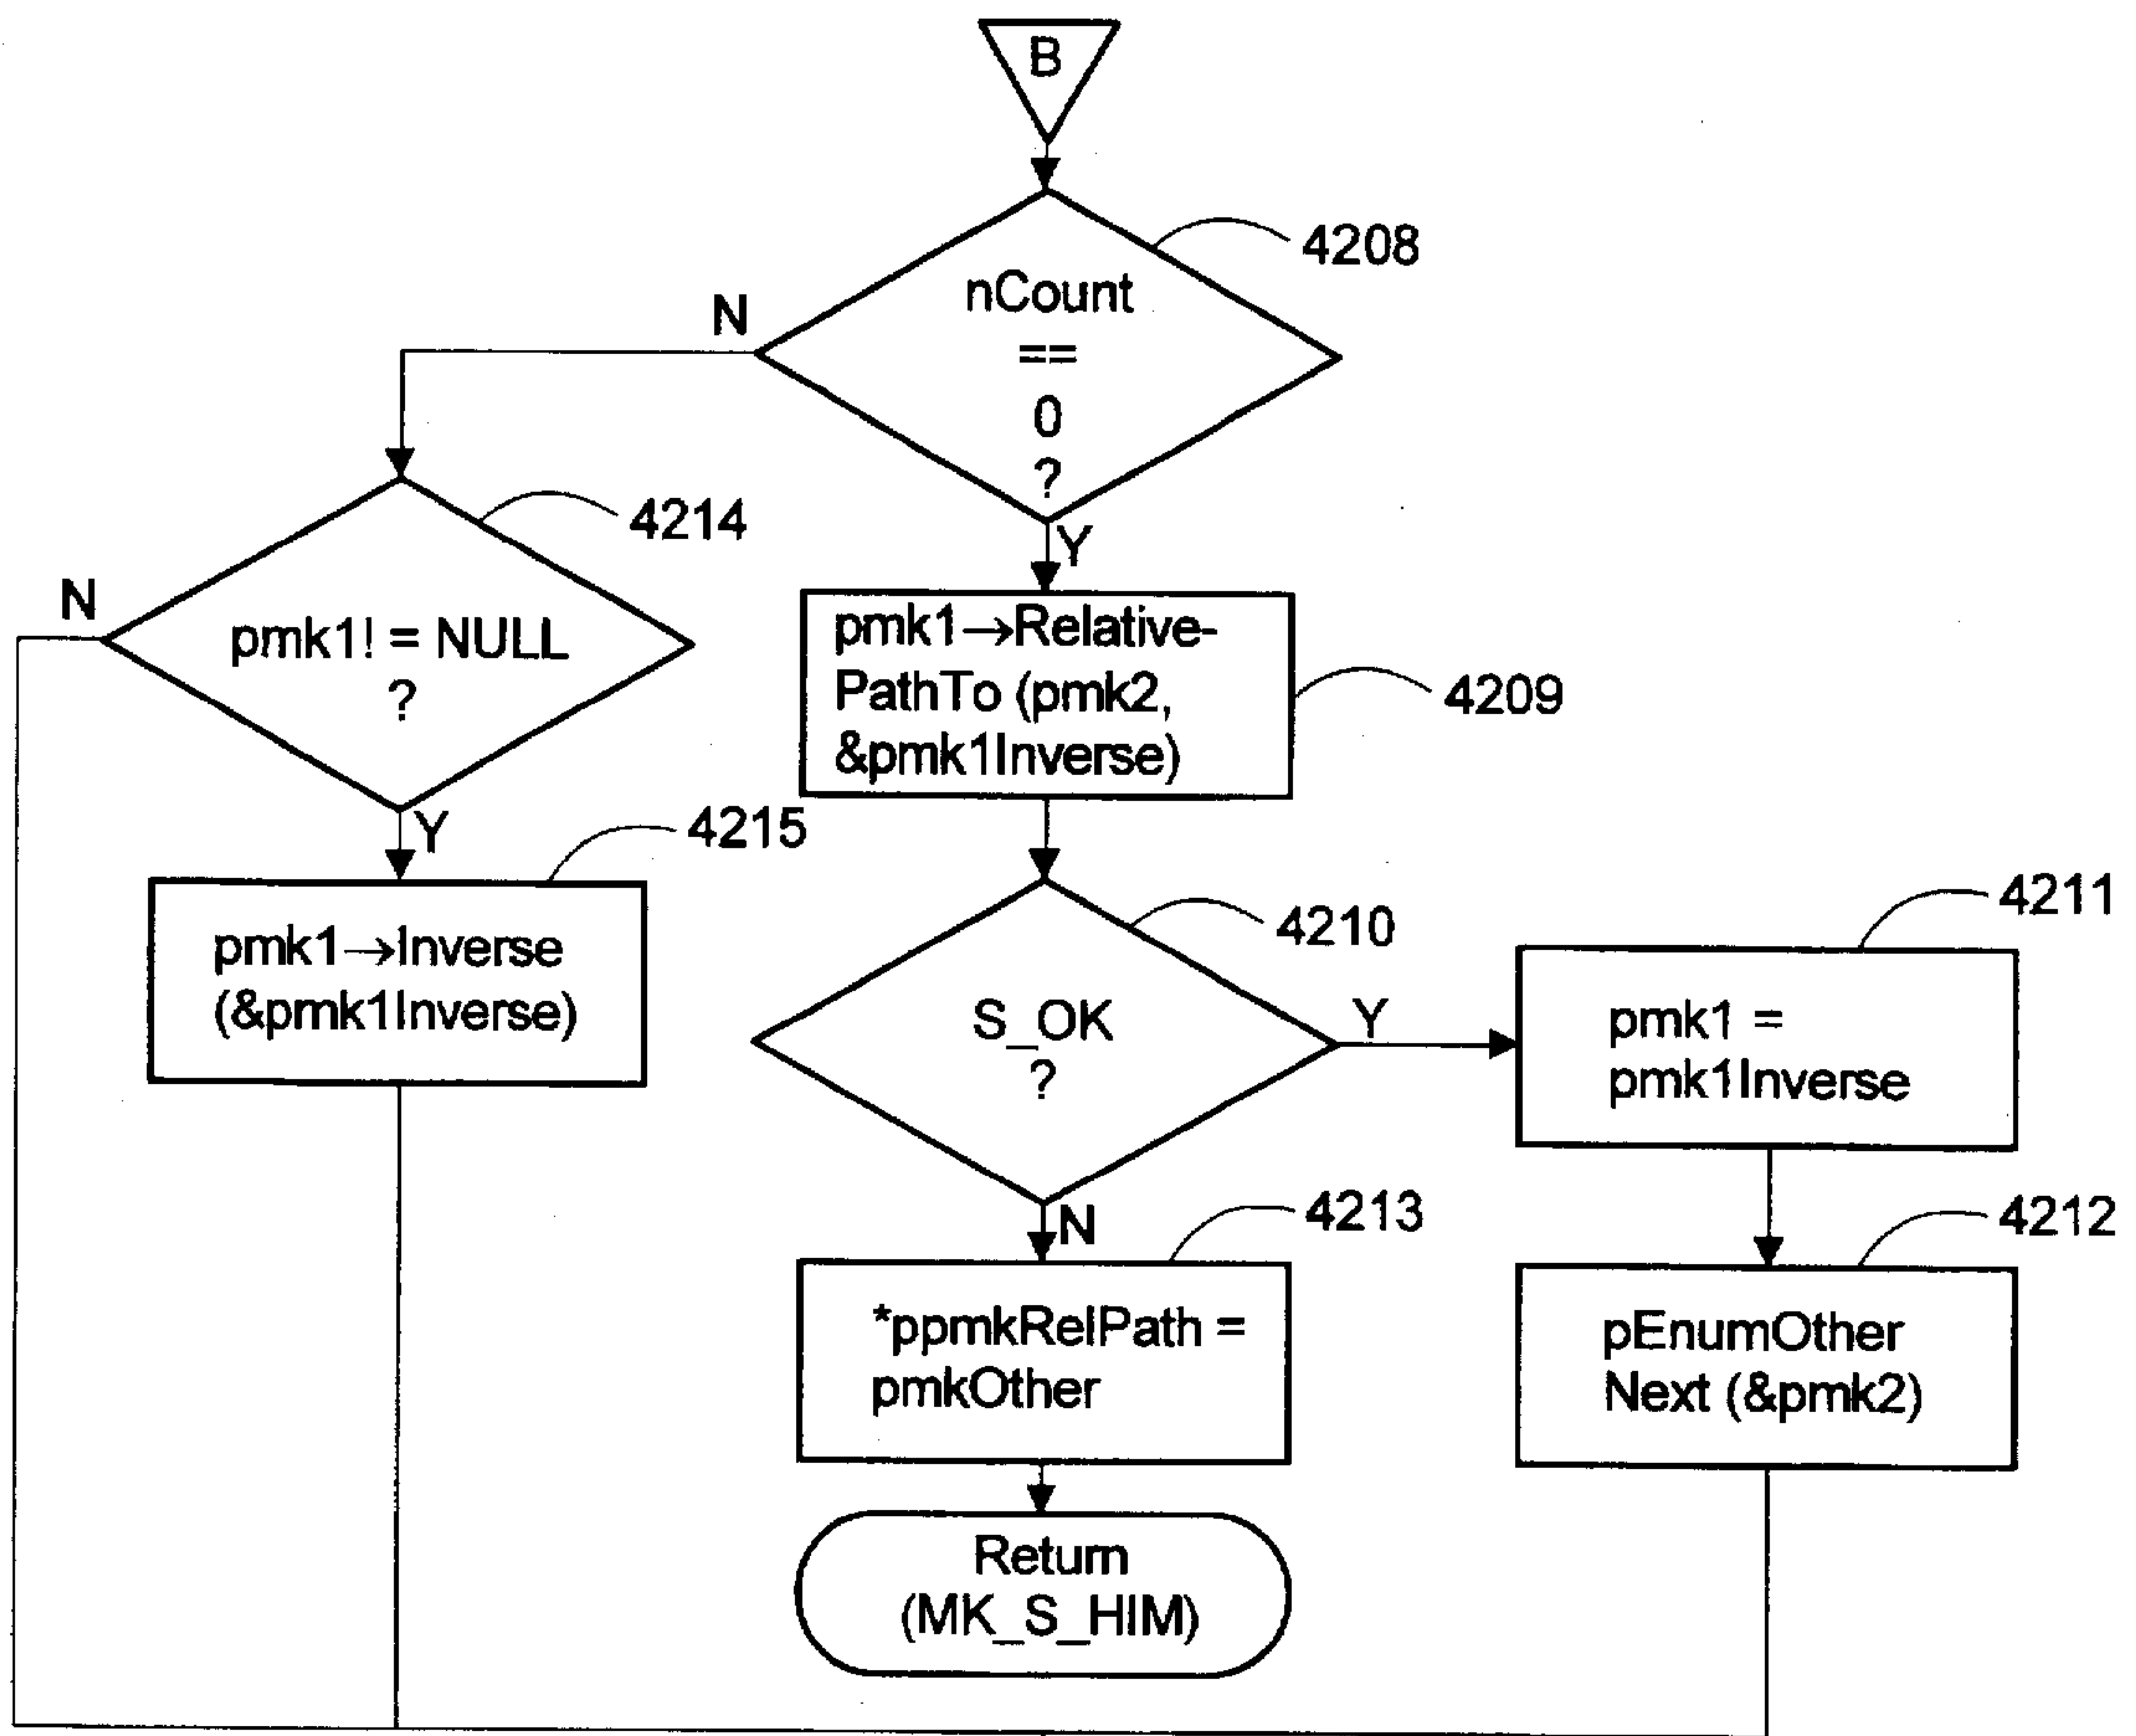 B
4208
nCount
==
0
?
N
Y
4214
pmk1! = NULL
?
N
Y
pmk1→Relative-
PathTo (pmk2,
&pmk1Inverse)
4209
4215
pmk1→Inverse
(&pmk1Inverse)
4210
S_OK
?
Y
N
4211
pmk1 =
pmk1Inverse
4213
*ppmkRelPath =
pmkOther
4212
pEnumOther
Next (&pmk2)
Return
(MK_S_HIM)